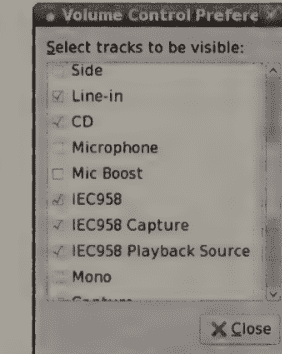 Volume Control Prefere
Select tracks to be visible:
Side
Line-in
CD
Microphone
Mic Boost
IEC958
IEC958 Capture
IEC958 Playback Source
Mono
Close